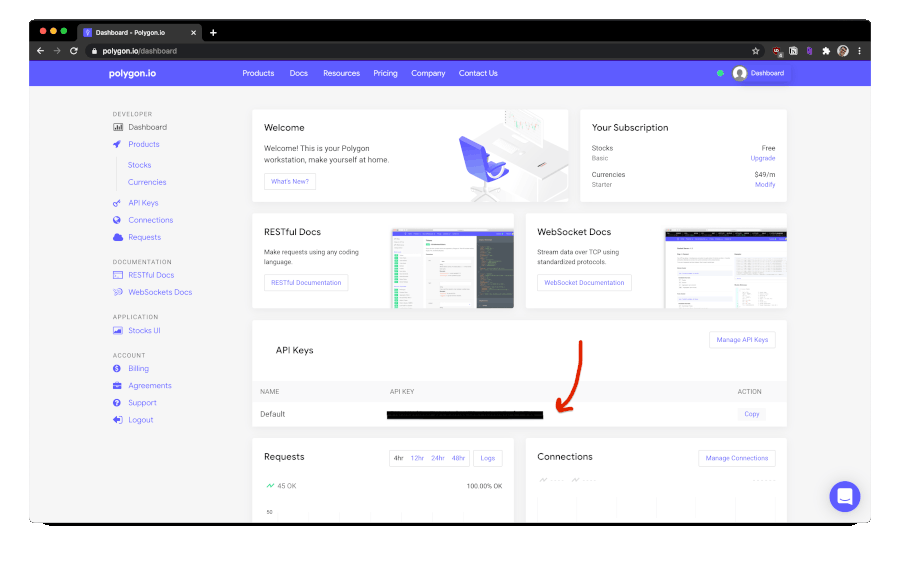 Dashboard - Polygon.io
polygon.io/dashboard
polygon.io
Products Docs Resources Pricing Company Contact Us
Dashboard
DEVELOPER
Dashboard
Products
Stocks
Currencies
API Keys
Connections
Requests
DOCUMENTATION
RESTful Docs
WebSockets Docs
APPLICATION
Stocks UI
ACCOUNT
Billing
Agreements
Support
Logout
Welcome
Welcome! This is your Polygon
workstation, make yourself at home.
What's New?
Your Subscription
Stocks Free
Basic Upgrade
Currencies $49/m
Starter Modify
RESTful Docs
Make requests using any coding
language.
RESTful Documentation
WebSocket Docs
Stream data over TCP using
standardized protocols.
WebSocket Documentation
API Keys
Manage API Keys
NAME API KEY ACTION
Default Copy
Requests
4hr 12hr 24hr 48hr Logs
45 OK 100.00% OK
50
Connections
Manage Connections